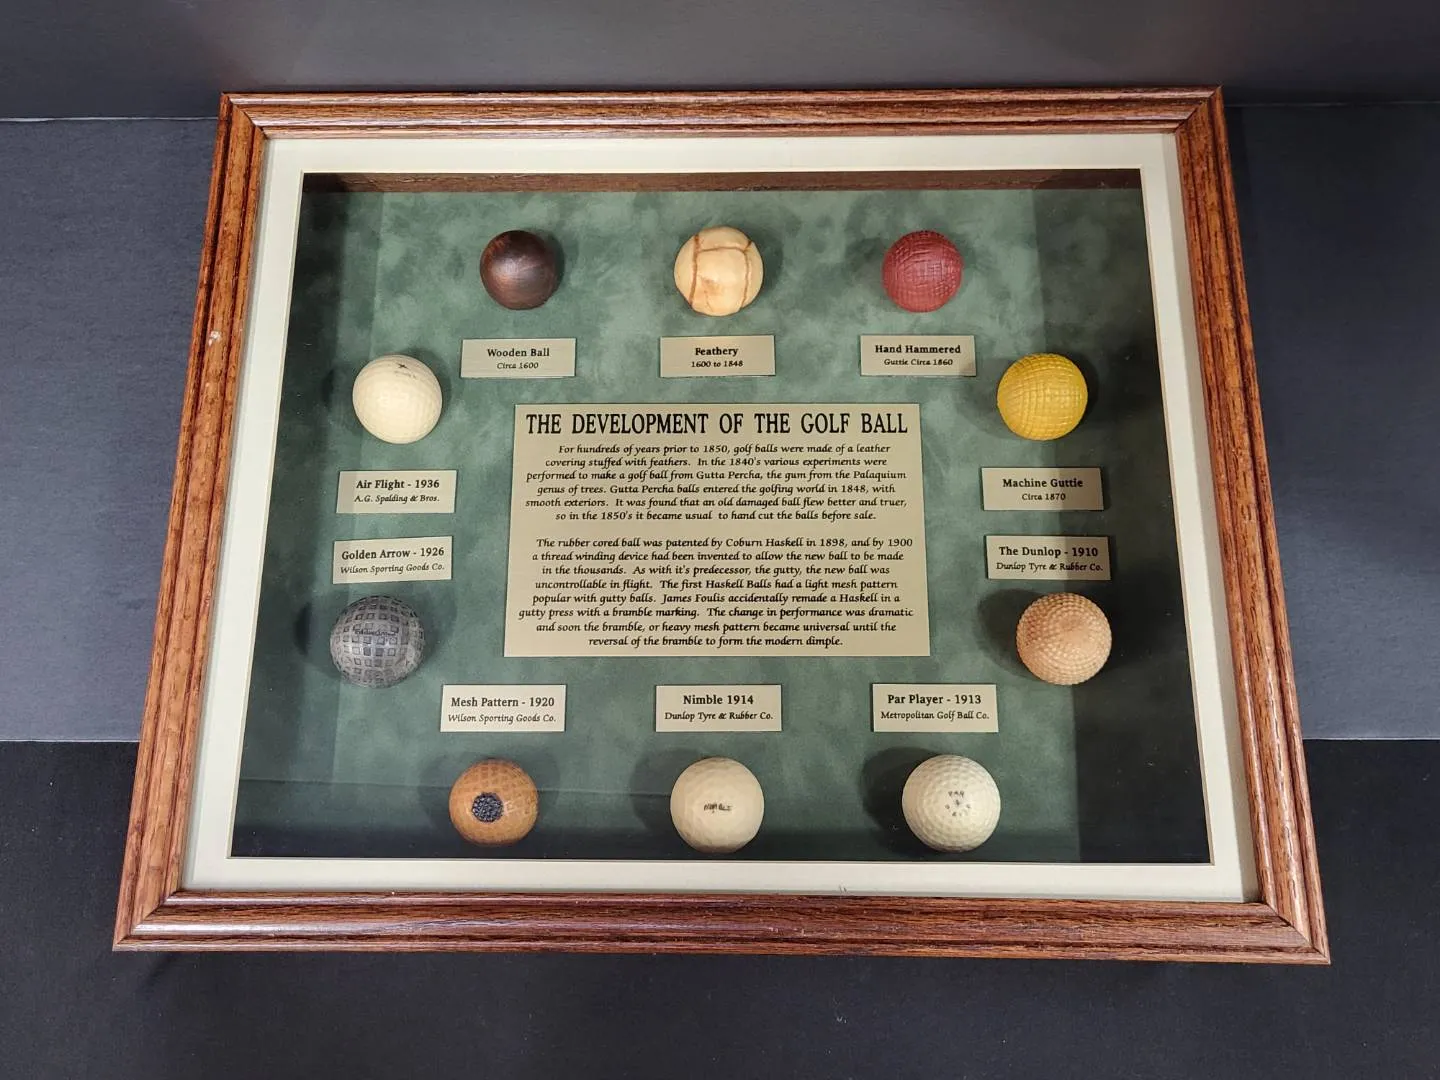 Wooden Ball
Circa 1600
Feathery
1600 to 1848
Hand Hammered
Guttie Circa 1860
Air Flight - 1936
A.G. Spalding & Bros.
Machine Guttie
Circa 1870
THE DEVELOPMENT OF THE GOLF BALL
For hundreds of years prior to 1850, golf balls were made of a leather
covering stuffed with feathers. In the 1840's various experiments were
performed to make a golf ball from Gutta Percha, the gum from the Palaquium
genus of trees. Gutta Percha balls entered the golfing world in 1848, with
smooth exteriors. It was found that an old damaged ball flew better and truer,
so in the 1850's it became usual to hand cut the balls before sale.
The rubber cored ball was patented by Coburn Haskell in 1898, and by 1900
a thread winding device had been invented to allow the new ball to be made
in the thousands. As with it's predecessor, the gutty, the new ball was
uncontrollable in flight. The first Haskell Balls had a light mesh pattern
popular with gutty balls. James Foulis accidentally remade a Haskell in a
gutty press with a bramble marking. The change in performance was dramatic
and soon the bramble, or heavy mesh pattern became universal until the
reversal of the bramble to form the modern dimple.
Golden Arrow - 1926
Wilson Sporting Goods Co.
The Dunlop - 1910
Dunlop Tyre & Rubber Co.
Mesh Pattern - 1920
Wilson Sporting Goods Co.
Nimble 1914
Dunlop Tyre & Rubber Co.
Par Player - 1913
Metropolitan Golf Ball Co.
NIMBLE
PAR